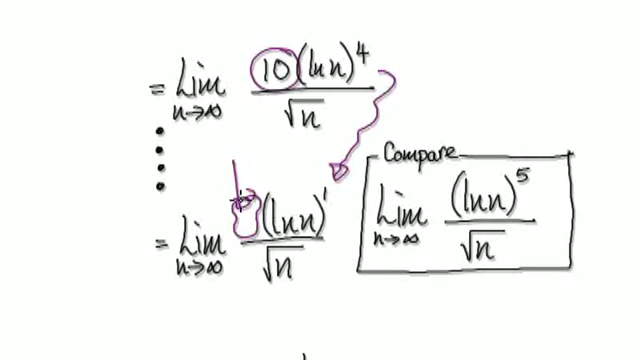 = Lim n→∞ 10(ln n)^4 / √n
= Lim n→∞ (ln n)^1 / √n
Compare
Lim n→∞ (ln n)^5 / √n